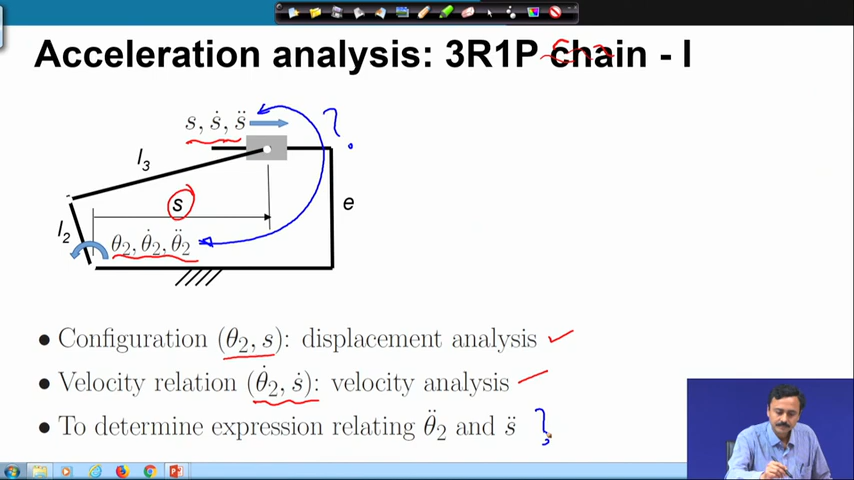 Acceleration analysis: 3R1P chain - I
s, ṡ, s̈
?
l3
s
e
l2
θ2, θ̇2, θ̈2
• Configuration (θ2, s): displacement analysis ✓
• Velocity relation (θ̇2, ṡ): velocity analysis
• To determine expression relating θ̈2 and s̈ ?